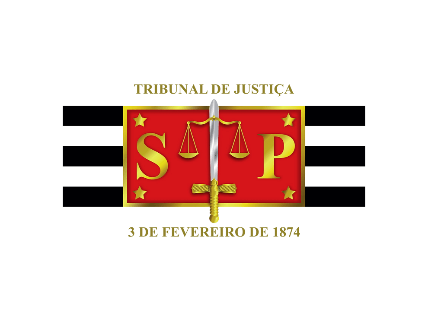 TRIBUNAL DE JUSTIÇA
S P
3 DE FEVEREIRO DE 1874